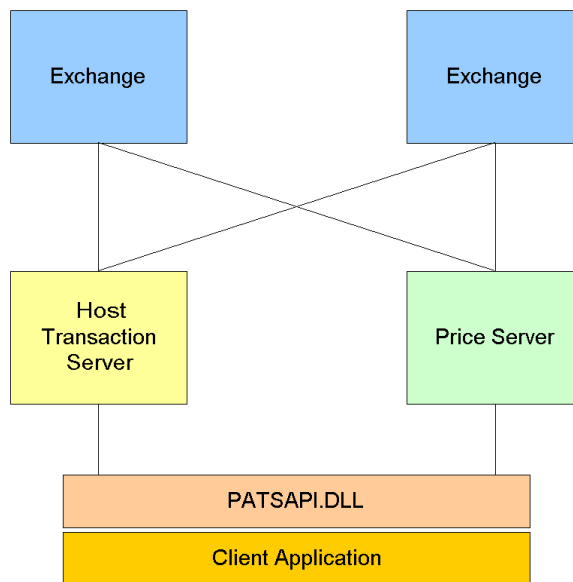 Exchange
Exchange
Host
Transaction
Server
Price Server
PATSAPI.DLL
Client Application